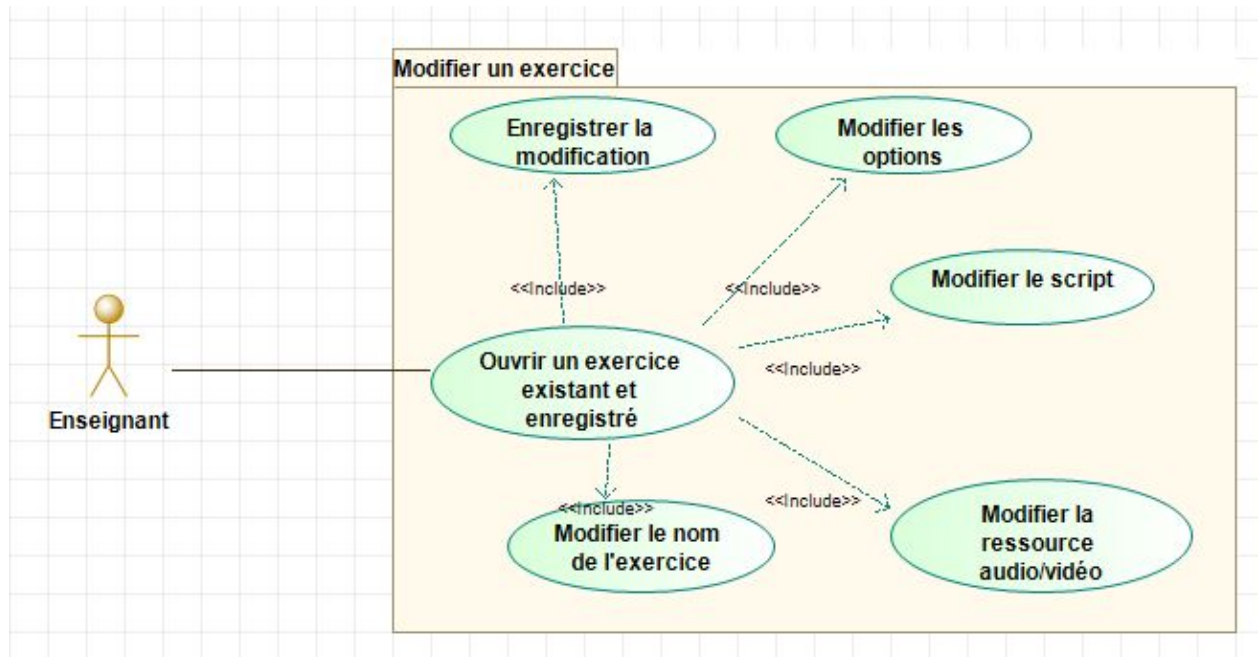 Modifier un exercice
Enregistrer la
modification
Modifier les
options
<<Include>>
<<Include>>
Modifier le script
Ouvrir un exercice
existant et
enregistré
<<Include>>
Enseignant
<<Include>>
<<Include>>
Modifier le nom
de l'exercice
Modifier la
ressource
audio/vidéo